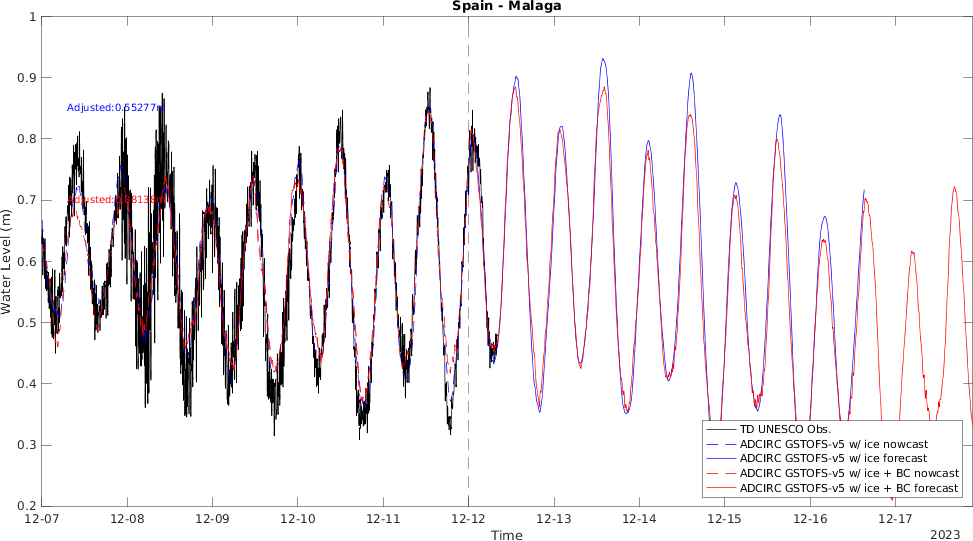 Spain - Malaga
1
0.9
0.8
0.7
0.6
0.5
0.4
0.3
0.2
Water Level (m)
Adjusted:0.55277m
TD UNESCO Obs.
ADCIRC GSTOFS-v5 w/ ice nowcast
ADCIRC GSTOFS-v5 w/ ice forecast
ADCIRC GSTOFS-v5 w/ ice + BC nowcast
ADCIRC GSTOFS-v5 w/ ice + BC forecast
12-07 12-08 12-09 12-10 12-11 12-12 12-13 12-14 12-15 12-16 12-17
Time
2023